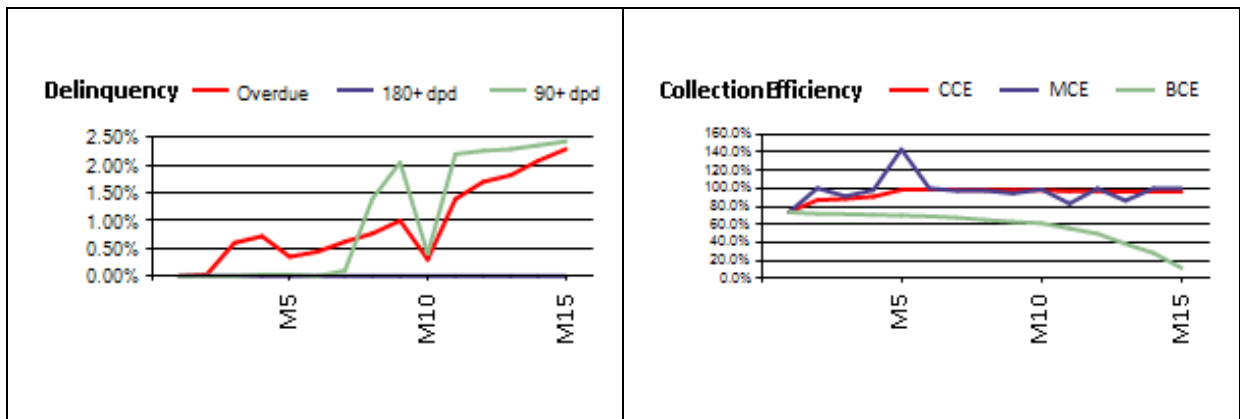 Delinquency Overdue 180+ dpd 90+ dpd
2.50%
2.00%
1.50%
1.00%
0.50%
0.00%
M5
M10
M15
Collection Efficiency CCE MCE BCE
160.0%
140.0%
120.0%
100.0%
80.0%
60.0%
40.0%
20.0%
0.0%
M5
M10
M15